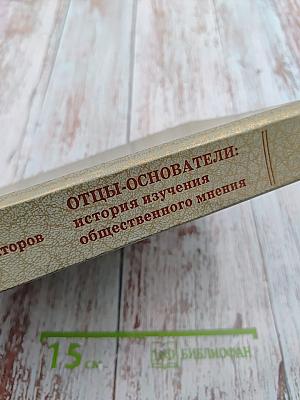 ОТЦЫ-ОСНОВАТЕЛИ:
история изучения
общественного мнения
торов
15 см
БИБЛИОФАН